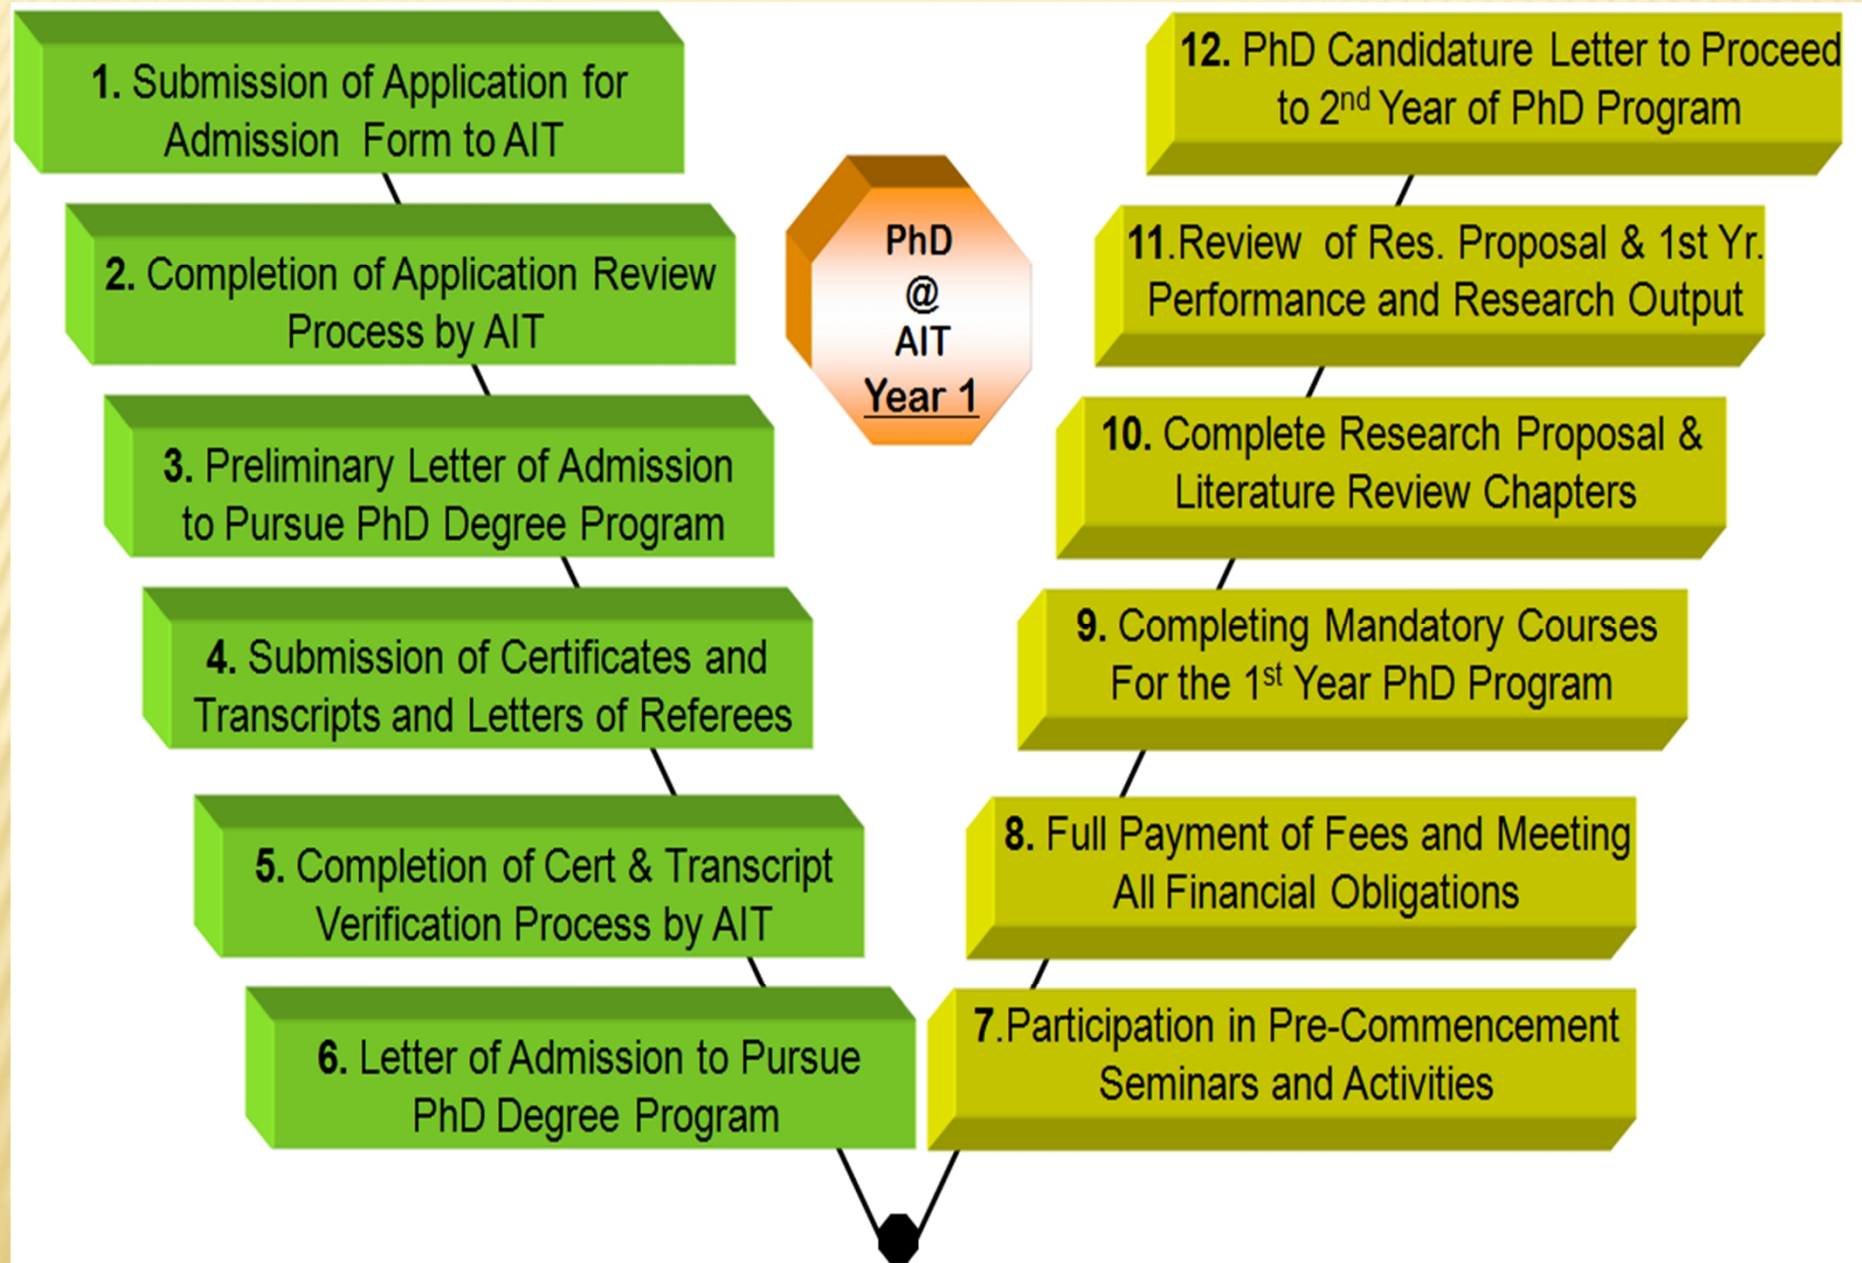 1. Submission of Application for
Admission Form to AIT
2. Completion of Application Review
Process by AIT
3. Preliminary Letter of Admission
to Pursue PhD Degree Program
4. Submission of Certificates and
Transcripts and Letters of Referees
5. Completion of Cert & Transcript
Verification Process by AIT
6. Letter of Admission to Pursue
PhD Degree Program
PhD
@
AIT
Year 1
12. PhD Candidature Letter to Proceed
to 2nd Year of PhD Program
11.Review of Res. Proposal & 1st Yr.
Performance and Research Output
10. Complete Research Proposal &
Literature Review Chapters
9. Completing Mandatory Courses
For the 1st Year PhD Program
8. Full Payment of Fees and Meeting
All Financial Obligations
7.Participation in Pre-Commencement
Seminars and Activities